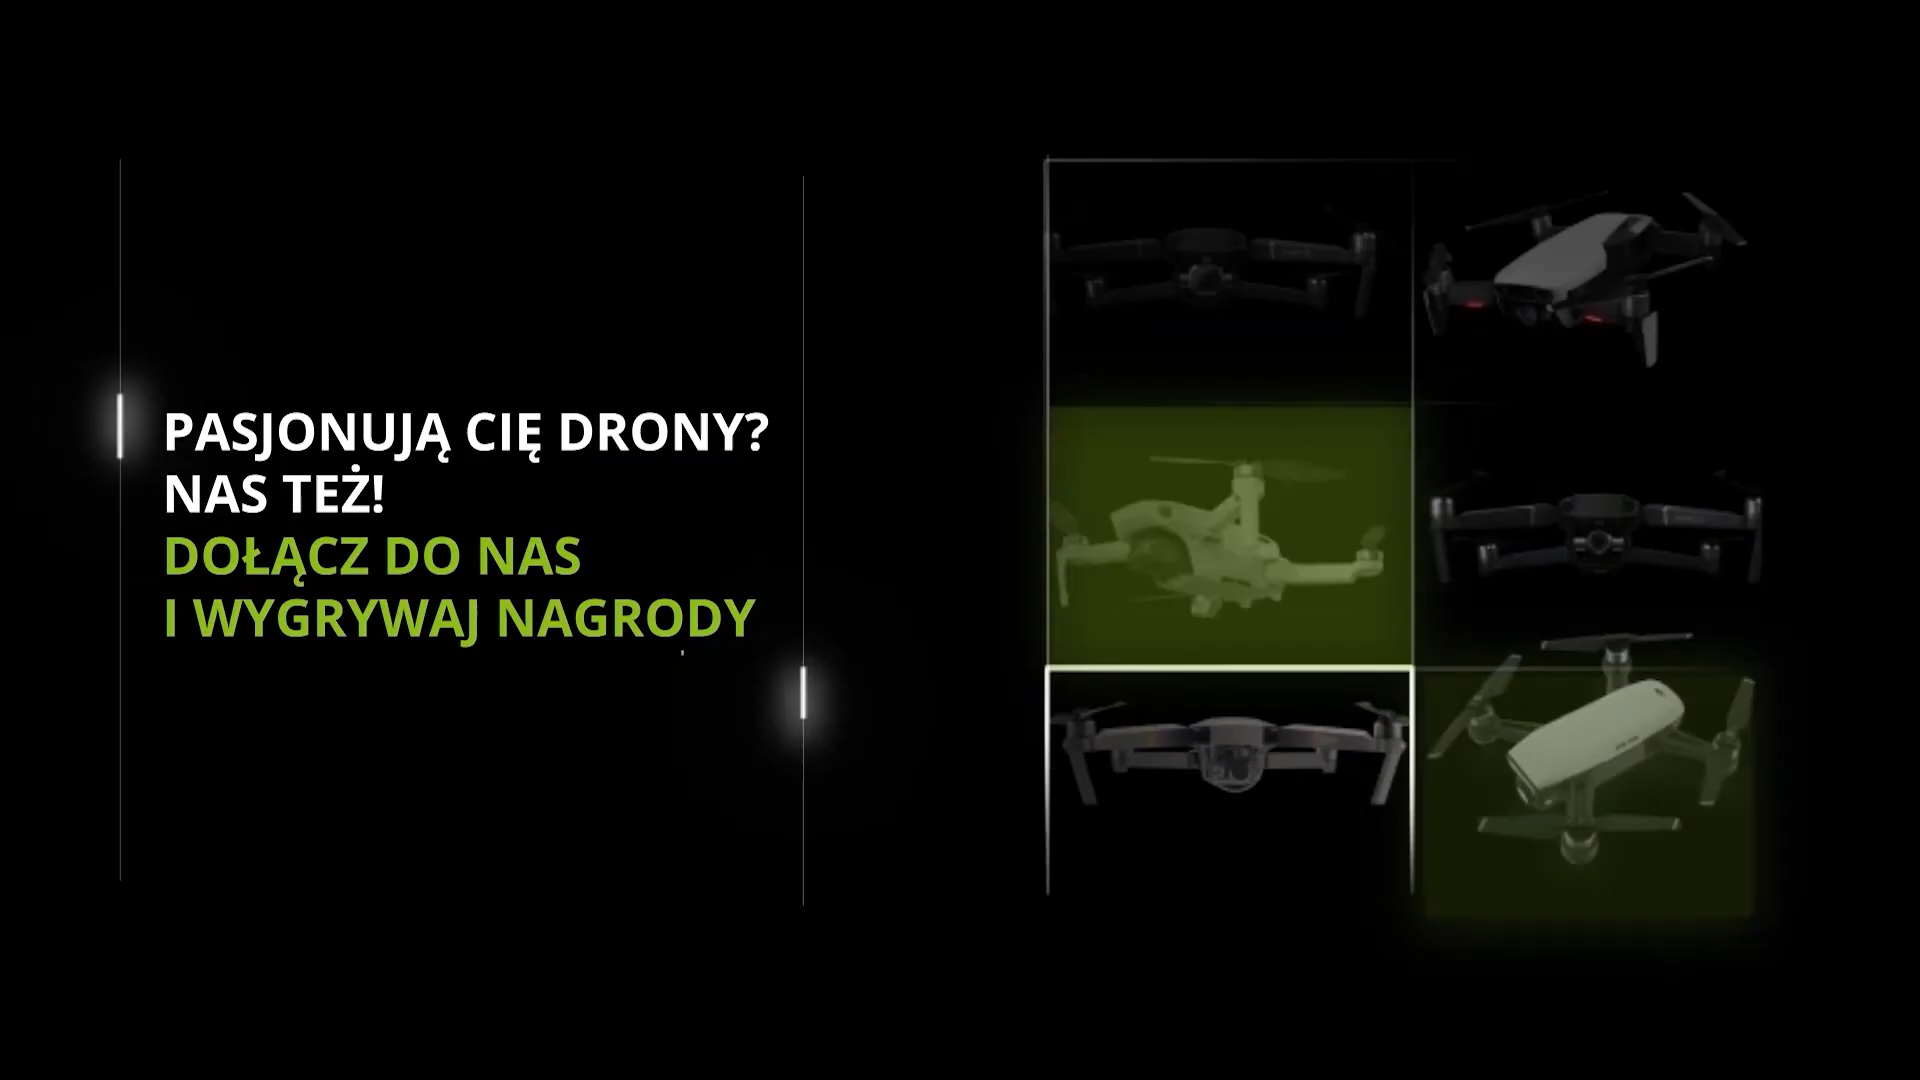 PASJONUJĄ CIĘ DRONY?
NAS TEŻ!
DOŁĄCZ DO NAS
I WYGRYWAJ NAGRODY